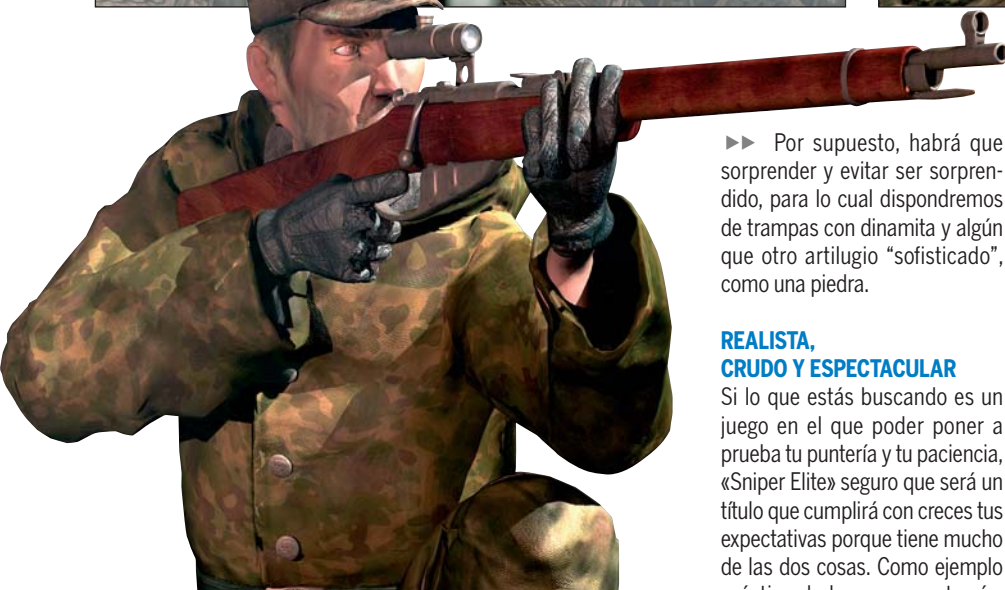 ▶▶ Por supuesto, habrá que
sorprender y evitar ser sorpren-
dido, para lo cual dispondremos
de trampas con dinamita y algún
que otro artilugio “sofisticado”,
como una piedra.
REALISTA,
CRUDO Y ESPECTACULAR
Si lo que estás buscando es un
juego en el que poder poner a
prueba tu puntería y tu paciencia,
«Sniper Elite» seguro que será un
título que cumplirá con creces tus
expectativas porque tiene mucho
de las dos cosas. Como ejemplo